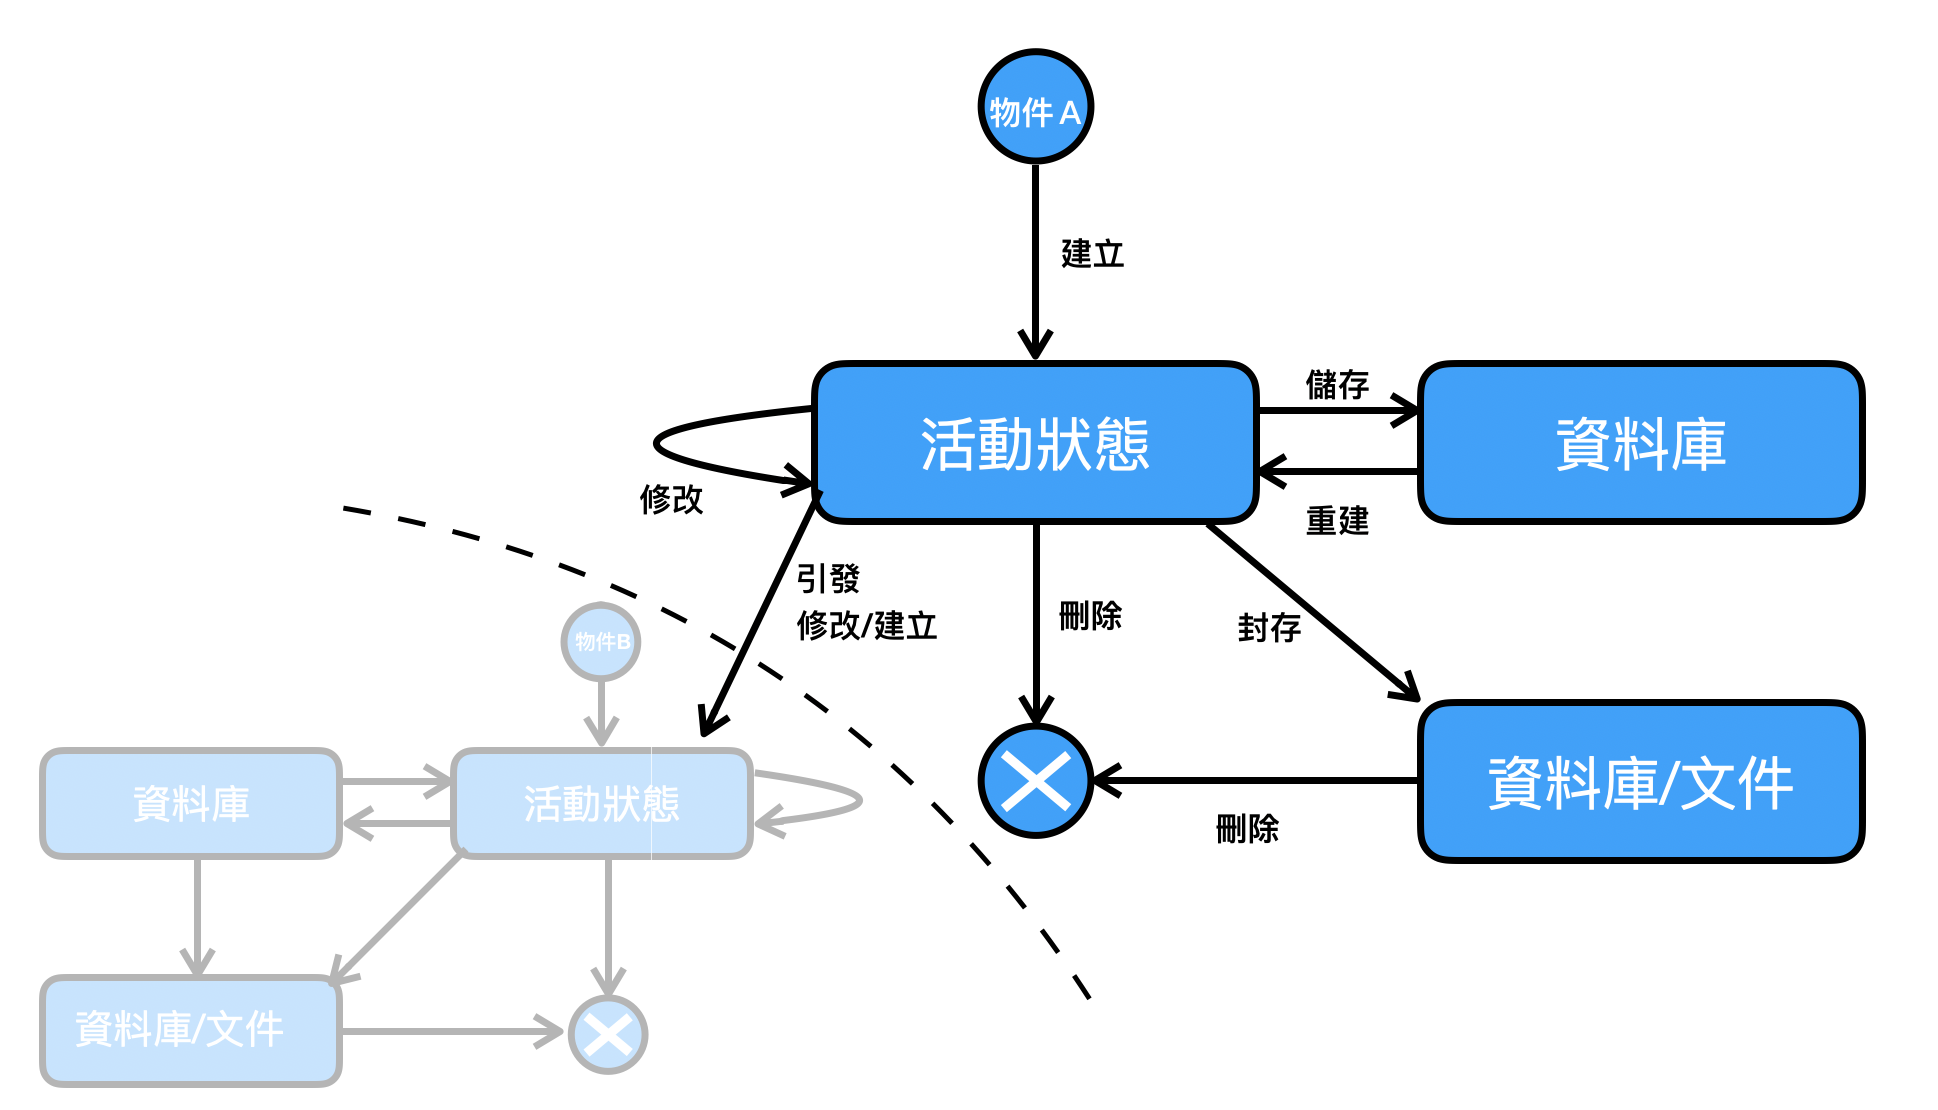 物件 A
建立
活動狀態
儲存
資料庫
重建
修改
引發
修改/建立
刪除
封存
資料庫/文件
刪除
物件B
資料庫
活動狀態
資料庫/文件